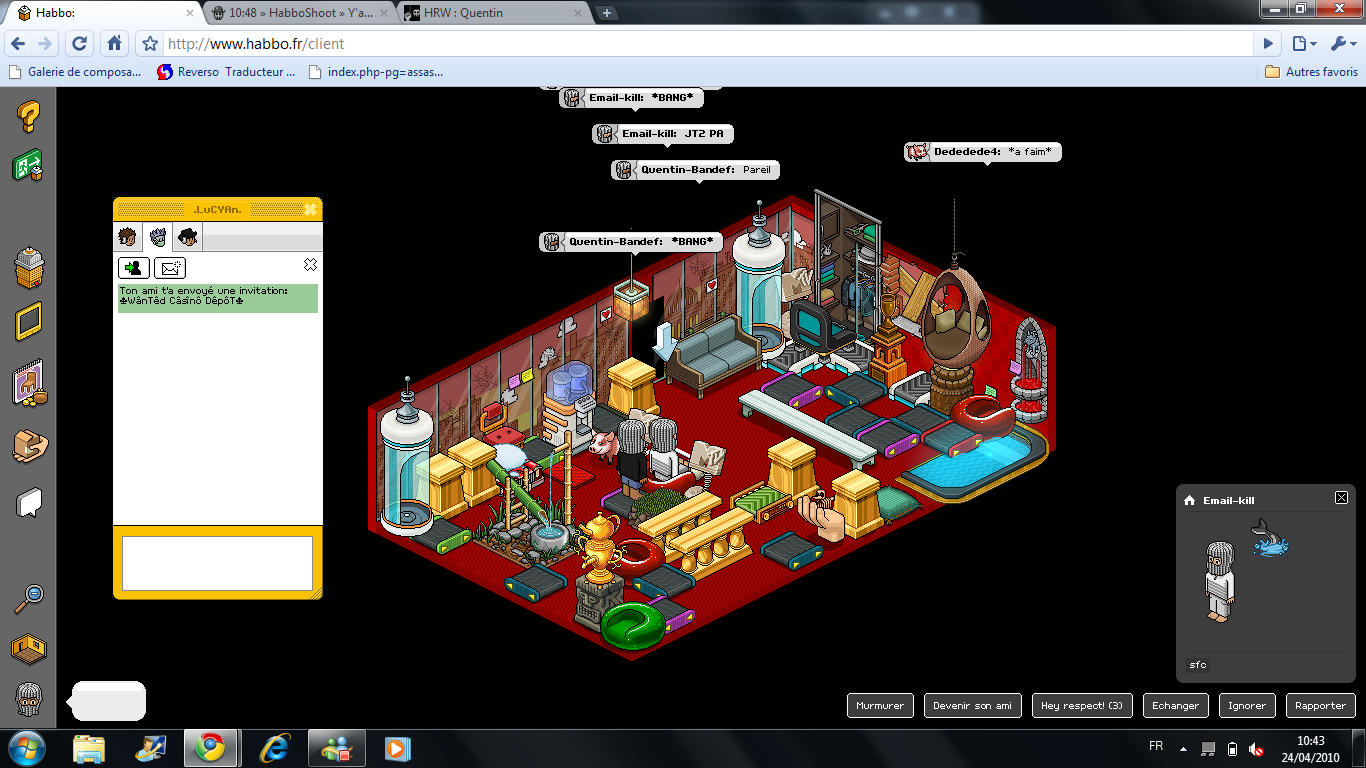 Habbo:
10:48 » HabboShoot » Y'a...
HRW : Quentin
http://www.habbo.fr/client
Galerie de composa...
Reverso Traducteur ...
index.php-pg=assas...
Autres favoris
Email-kill: *BANG*
Email-kill: JT2 PA
Dededede4: *a faim*
Quentin-Bandef: Pareil
Quentin-Bandef: *BANG*
.LuCYAn.
Ton ami t'a envoyé une invitation:
♣WânTêd Câsînô DêpôT♣
Email-kill
sfc
Murmurer
Devenir son ami
Hey respect! (3)
Echanger
Ignorer
Rapporter
FR
10:43
24/04/2010